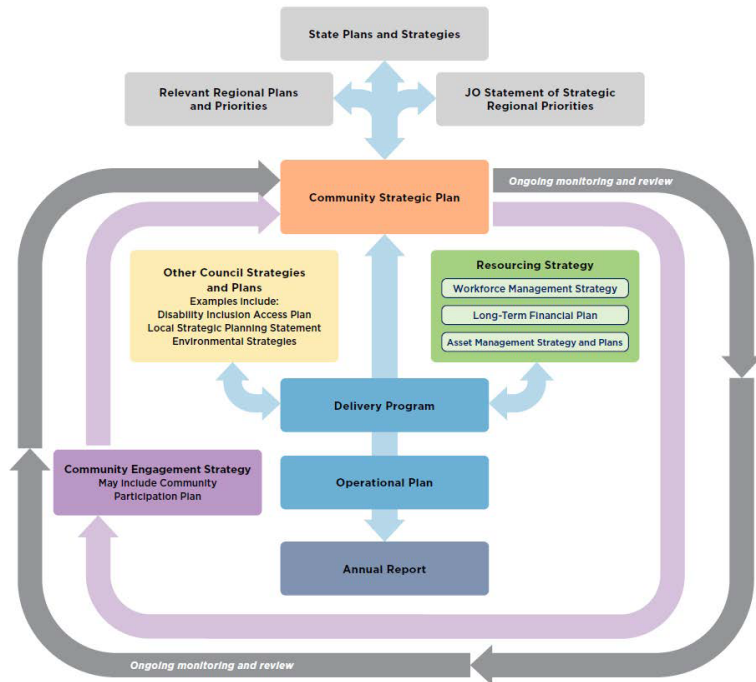 State Plans and Strategies
Relevant Regional Plans
and Priorities
JO Statement of Strategic
Regional Priorities
Community Strategic Plan
Ongoing monitoring and review
Other Council Strategies
and Plans
Examples Include:
Disability Inclusion Access Plan
Local Strategic Planning Statement
Environmental Strategies
Resourcing Strategy
Workforce Management Strategy
Long-Term Financial Plan
Asset Management Strategy and Plans
Delivery Program
Community Engagement Strategy
May Include Community
Participation Plan
Operational Plan
Annual Report
Ongoing monitoring and review